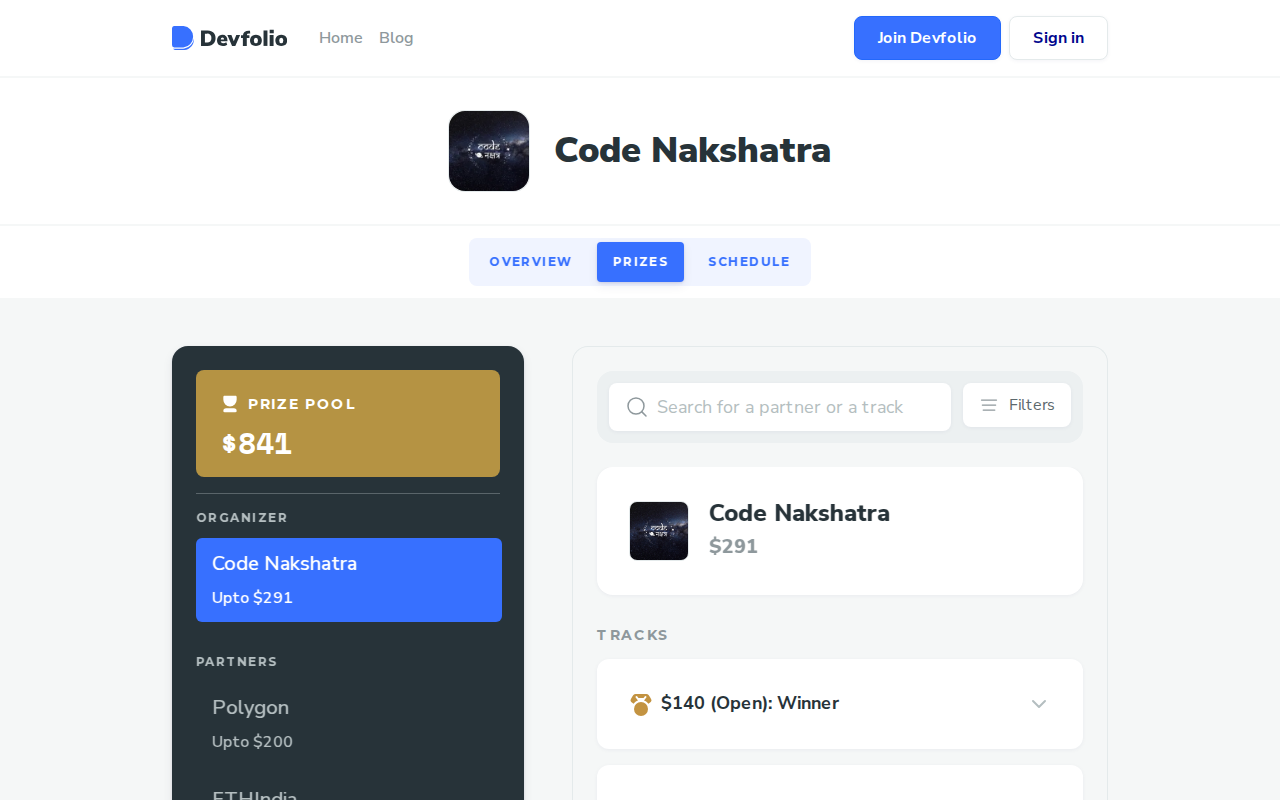 Devfolio
Home
Blog
Join Devfolio
Sign in
Code Nakshatra
OVERVIEW
PRIZES
SCHEDULE
PRIZE POOL
$841
ORGANIZER
Code Nakshatra
Upto $291
PARTNERS
Polygon
Upto $200
ETHIndia
Search for a partner or a track
Filters
Code Nakshatra
$291
TRACKS
$140 (Open): Winner